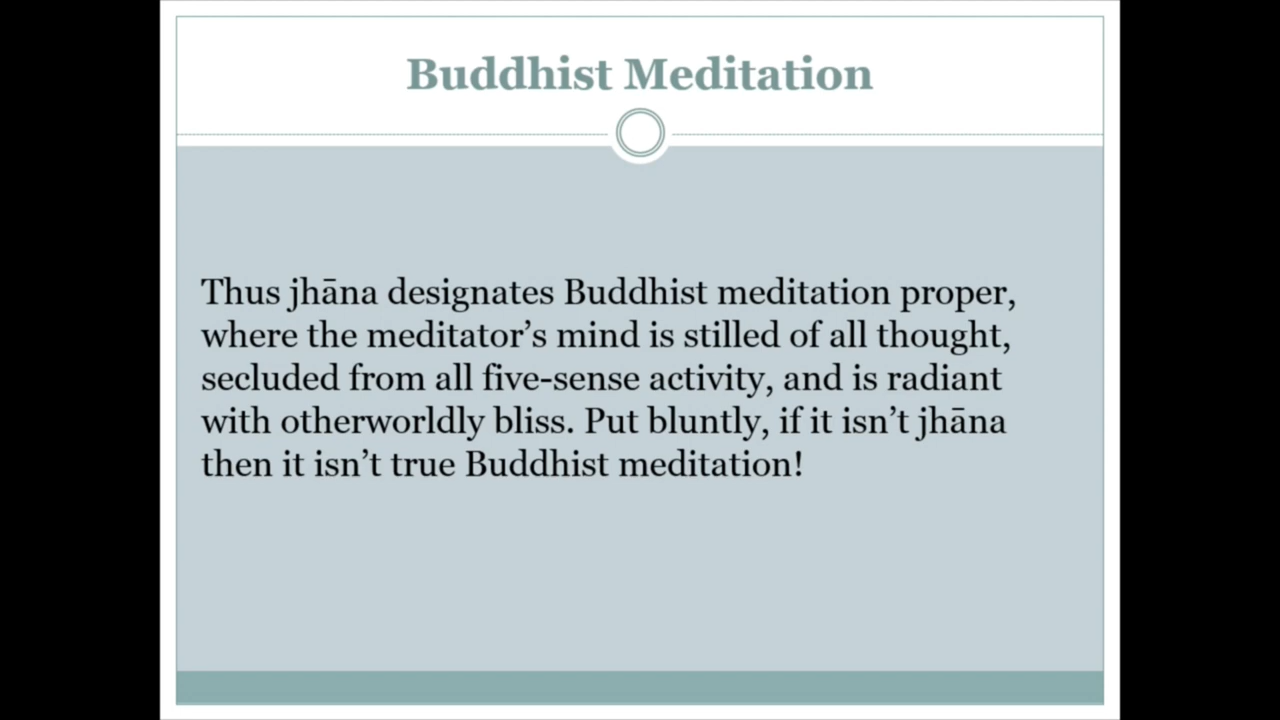 Buddhist Meditation
Thus jhāna designates Buddhist meditation proper,
where the meditator’s mind is stilled of all thought,
secluded from all five-sense activity, and is radiant
with otherworldly bliss. Put bluntly, if it isn’t jhāna
then it isn’t true Buddhist meditation!